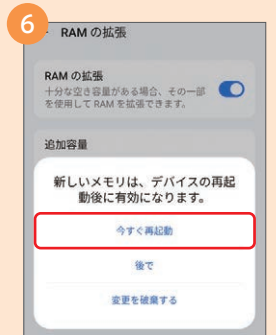 6
RAM の拡張
RAM の拡張
十分な空き容量がある場合、その一部
を使用して RAM を拡張できます。
追加容量
新しいメモリは、デバイスの再起
動後に有効になります。
今すぐ再起動
後で
変更を破棄する